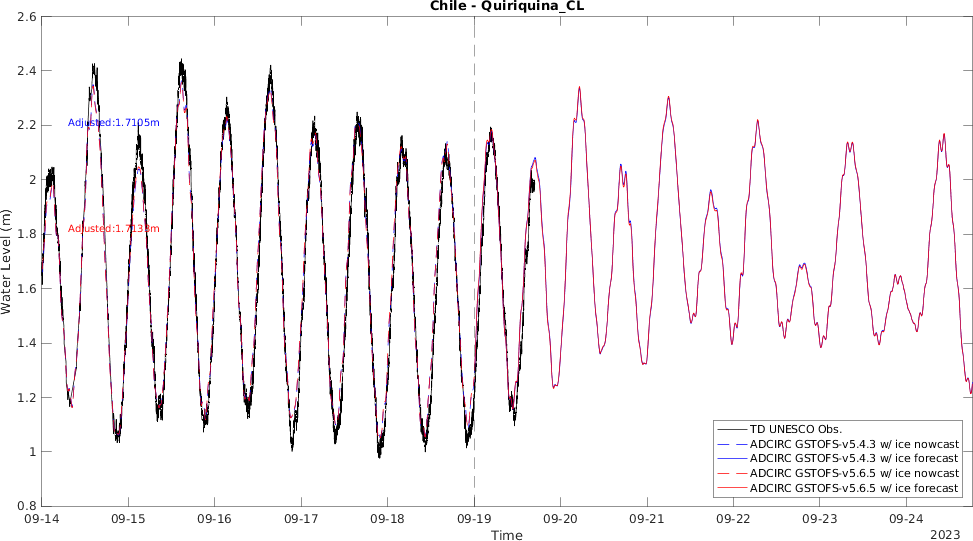 Chile - Quiriquina_CL
2.6
2.4
2.2
2
1.8
1.6
1.4
1.2
1
0.8
Water Level (m)
Adjusted:1.7105m
Adjusted:1.7133m
TD UNESCO Obs.
ADCIRC GSTOFS-v5.4.3 w/ ice nowcast
ADCIRC GSTOFS-v5.4.3 w/ ice forecast
ADCIRC GSTOFS-v5.6.5 w/ ice nowcast
ADCIRC GSTOFS-v5.6.5 w/ ice forecast
09-14 09-15 09-16 09-17 09-18 09-19 09-20 09-21 09-22 09-23 09-24
Time
2023